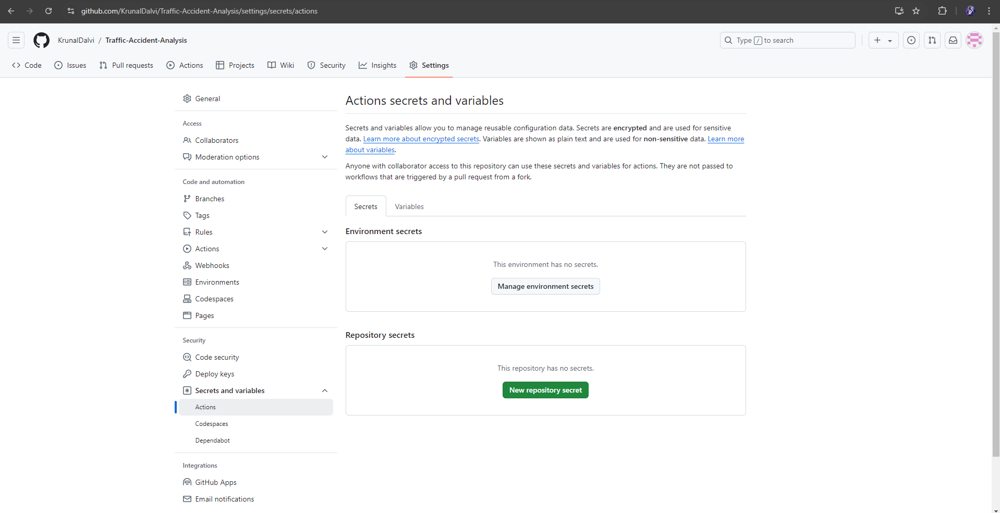 github.com/KrunalDalvi/Traffic-Accident-Analysis/settings/secrets/actions
KrunalDalvi / Traffic-Accident-Analysis
Type / to search
Code
Issues
Pull requests
Actions
Projects
Wiki
Security
Insights
Settings
General
Access
Collaborators
Moderation options
Code and automation
Branches
Tags
Rules
Actions
Webhooks
Environments
Codespaces
Pages
Security
Code security
Deploy keys
Secrets and variables
Actions
Codespaces
Dependabot
Integrations
GitHub Apps
Email notifications
Actions secrets and variables
Secrets and variables allow you to manage reusable configuration data. Secrets are encrypted and are used for sensitive
data. Learn more about encrypted secrets. Variables are shown as plain text and are used for non-sensitive data. Learn more
about variables.
Anyone with collaborator access to this repository can use these secrets and variables for actions. They are not passed to
workflows that are triggered by a pull request from a fork.
Secrets
Variables
Environment secrets
This environment has no secrets.
Manage environment secrets
Repository secrets
This repository has no secrets.
New repository secret